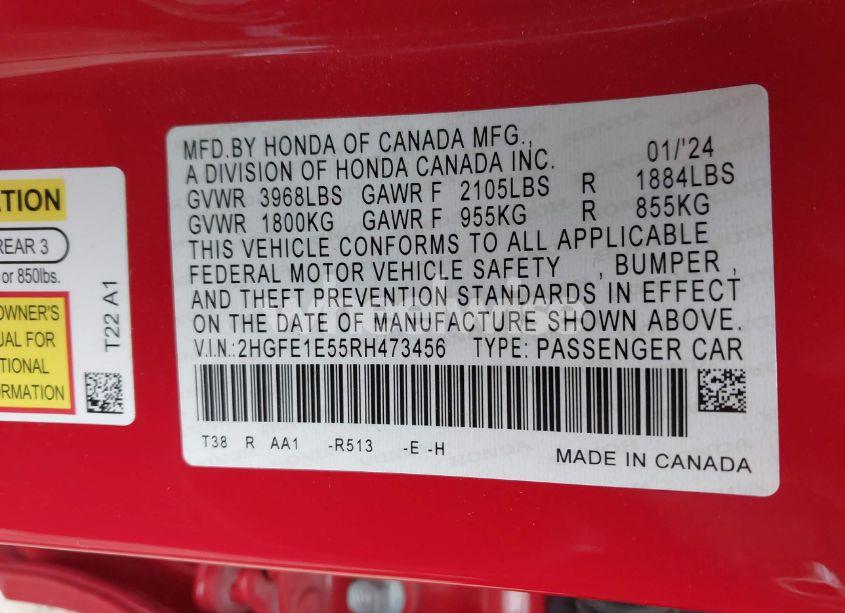 ATION
REAR 3
or 850lbs.
OWNER'S
UAL FOR
TIONAL
FORMATION
T22 A1
MFD.BY HONDA OF CANADA MFG.,
A DIVISION OF HONDA CANADA INC. 01/'24
GVWR 3968LBS GAWR F 2105LBS R 1884LBS
GVWR 1800KG GAWR F 955KG R 855KG
THIS VEHICLE CONFORMS TO ALL APPLICABLE
FEDERAL MOTOR VEHICLE SAFETY , BUMPER ,
AND THEFT PREVENTION STANDARDS IN EFFECT
ON THE DATE OF MANUFACTURE SHOWN ABOVE.
V.I.N.:2HGFE1E55RH473456 TYPE: PASSENGER CAR
T38 R AA1 -R513 -E -H
MADE IN CANADA